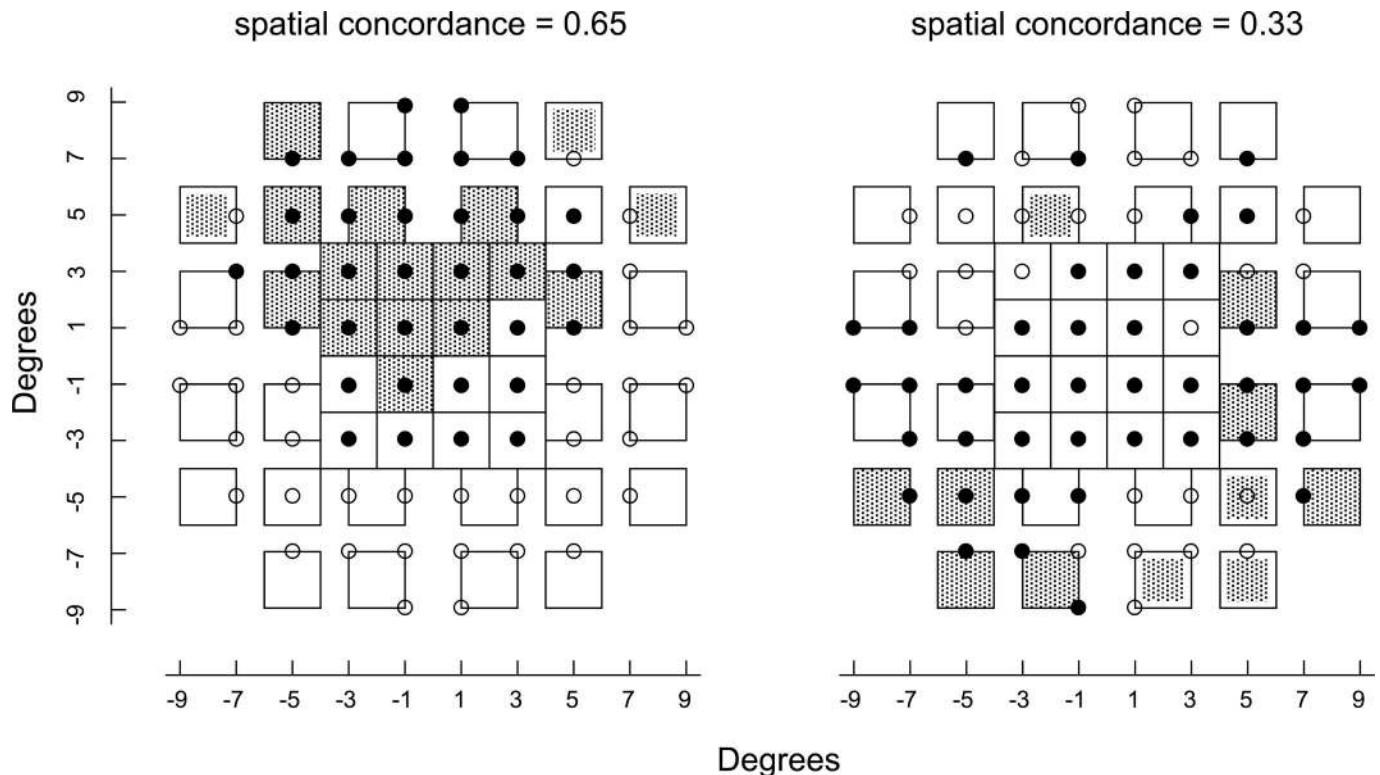 spatial concordance = 0.65
spatial concordance = 0.33
9
7
5
3
1
-1
-3
-5
-7
-9
Degrees
-9 -7 -5 -3 -1 1 3 5 7 9
-9 -7 -5 -3 -1 1 3 5 7 9
Degrees